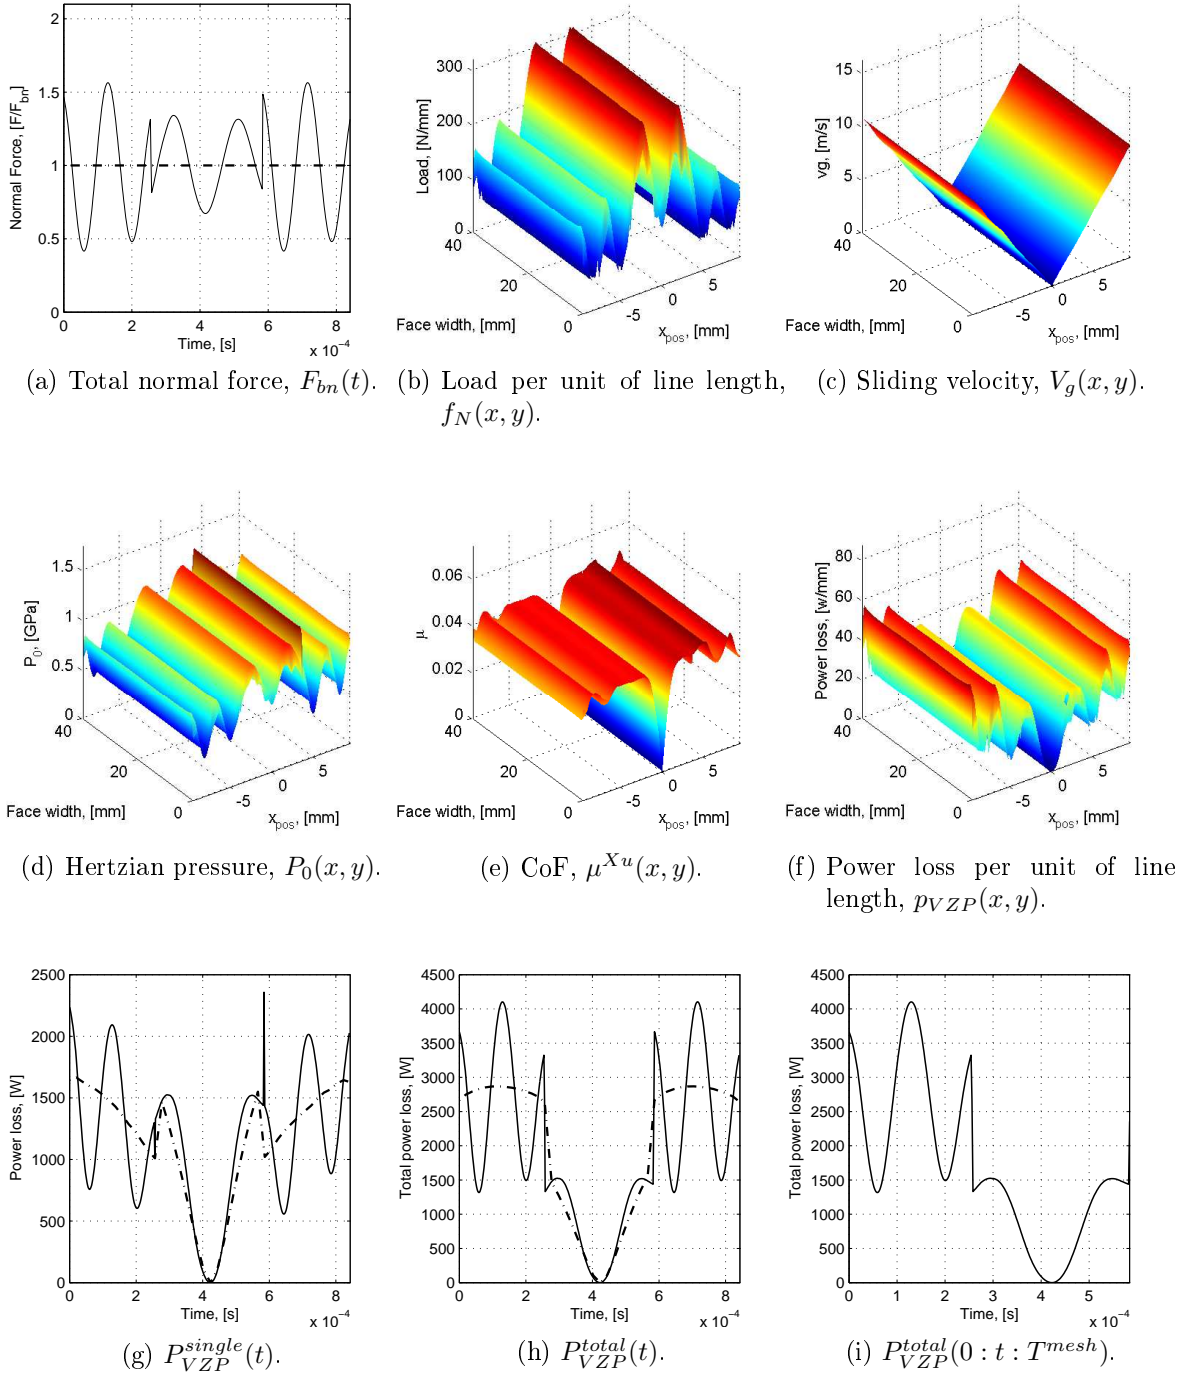 2
1.5
1
0.5
0
0 2 4 6 8
Normal Force, [F/F_bn]
Time, [s]
x 10^-4
300
200
100
0
40
20
0
-5
0
5
Load, [N/mm]
Face width, [mm]
x_pos, [mm]
15
10
5
0
40
20
0
-5
0
5
vg, [m/s]
Face width, [mm]
x_pos, [mm]
(a) Total normal force, F_bn(t).
(b) Load per unit of line length,
f_N(x, y).
(c) Sliding velocity, V_g(x, y).
1.5
1
0.5
0
40
20
0
-5
0
5
P_0, [GPa]
Face width, [mm]
x_pos, [mm]
0.06
0.04
0.02
0
40
20
0
-5
0
5
μ
Face width, [mm]
x_pos, [mm]
80
60
40
20
0
40
20
0
-5
0
5
Power loss, [w/mm]
Face width, [mm]
x_pos, [mm]
(d) Hertzian pressure, P_0(x, y).
(e) CoF, μ^Xu(x, y).
(f) Power loss per unit of line
length, p_VZP(x, y).
2500
2000
1500
1000
500
0
0 2 4 6 8
Power loss, [W]
Time, [s]
x 10^-4
4500
4000
3500
3000
2500
2000
1500
1000
500
0
0 2 4 6 8
Total power loss, [W]
Time, [s]
x 10^-4
4500
4000
3500
3000
2500
2000
1500
1000
500
0
0 1 2 3 4 5
Total power loss, [W]
Time, [s]
x 10^-4
(g) P_VZP^single(t).
(h) P_VZP^total(t).
(i) P_VZP^total(0 : t : T^mesh).